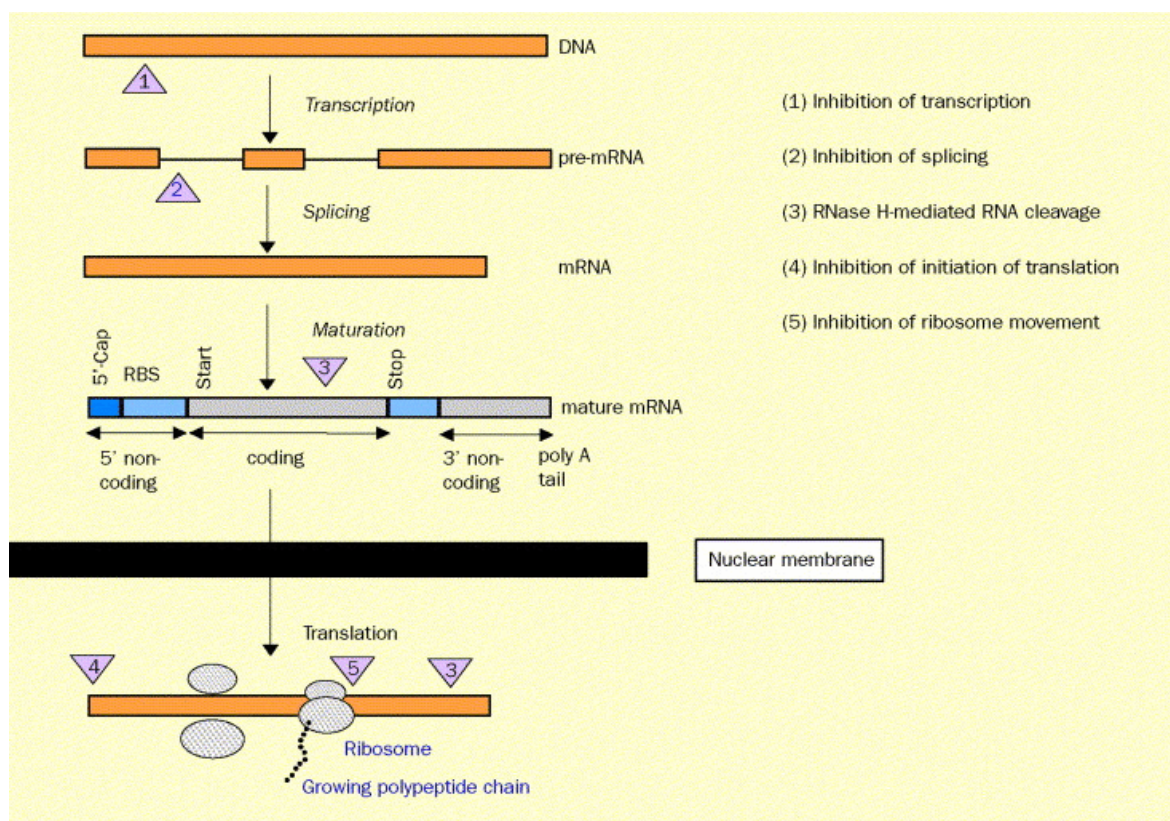 DNA
1
Transcription
(1) Inhibition of transcription
pre-mRNA
(2) Inhibition of splicing
2
Splicing
(3) RNase H-mediated RNA cleavage
mRNA
(4) Inhibition of initiation of translation
Maturation
(5) Inhibition of ribosome movement
5'-Cap
RBS
Start
3
Stop
mature mRNA
5' non-
coding
coding
3' non-
coding
poly A
tail
Nuclear membrane
Translation
4
5
3
Ribosome
Growing polypeptide chain